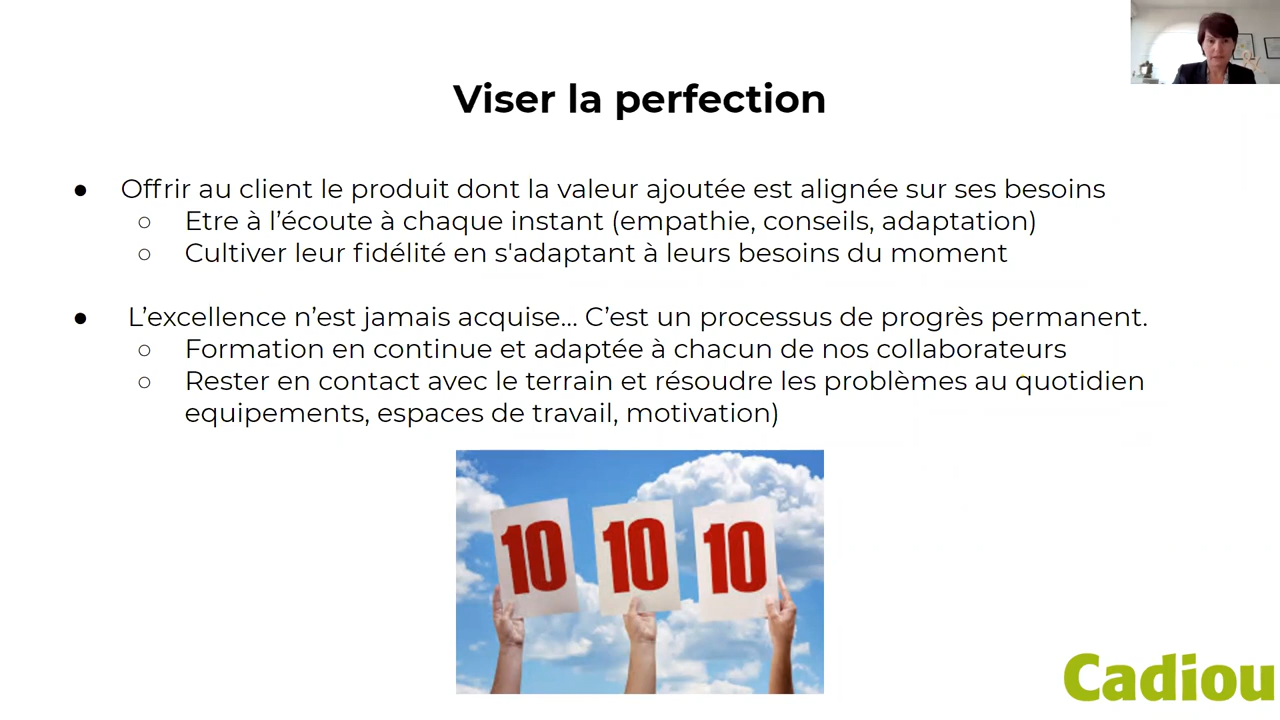 Viser la perfection
● Offrir au client le produit dont la valeur ajoutée est alignée sur ses besoins
○ Etre à l’écoute à chaque instant (empathie, conseils, adaptation)
○ Cultiver leur fidélité en s'adaptant à leurs besoins du moment
● L’excellence n’est jamais acquise... C’est un processus de progrès permanent.
○ Formation en continue et adaptée à chacun de nos collaborateurs
○ Rester en contact avec le terrain et résoudre les problèmes au quotidien
equipements, espaces de travail, motivation)
10 10 10
Cadiou